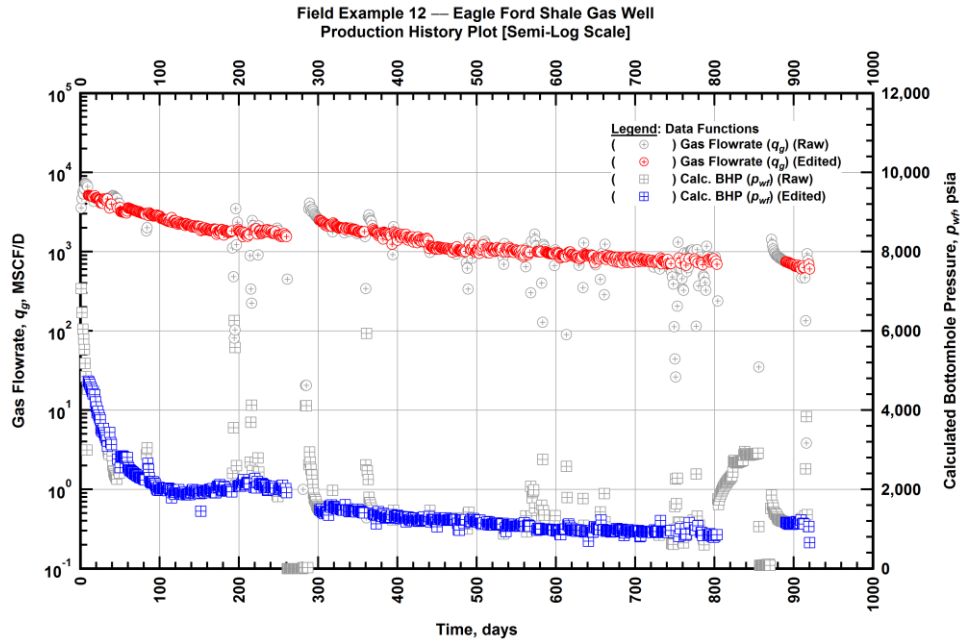 Field Example 12 — Eagle Ford Shale Gas Well
Production History Plot [Semi-Log Scale]
0 100 200 300 400 500 600 700 800 900 1000
10^5 12,000
Legend: Data Functions
( ) Gas Flowrate (q_g) (Raw)
10^4 ( ) Gas Flowrate (q_g) (Edited) 10,000
( ) Calc. BHP (p_wf) (Raw)
( ) Calc. BHP (p_wf) (Edited)
10^3 8,000
10^2 6,000
10^1 4,000
10^0 2,000
10^-1 0
Gas Flowrate, q_g, MSCF/D
Calculated Bottomhole Pressure, p_wf, psia
0 100 200 300 400 500 600 700 800 900 1000
Time, days